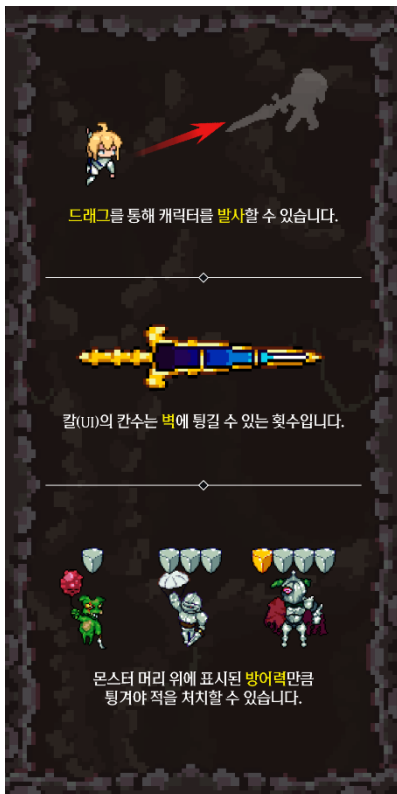 드래그를 통해 캐릭터를 발사할 수 있습니다.
칼(UI)의 칸수는 벽에 튕길 수 있는 횟수입니다.
몬스터 머리 위에 표시된 방어력만큼
튕겨야 적을 처치할 수 있습니다.